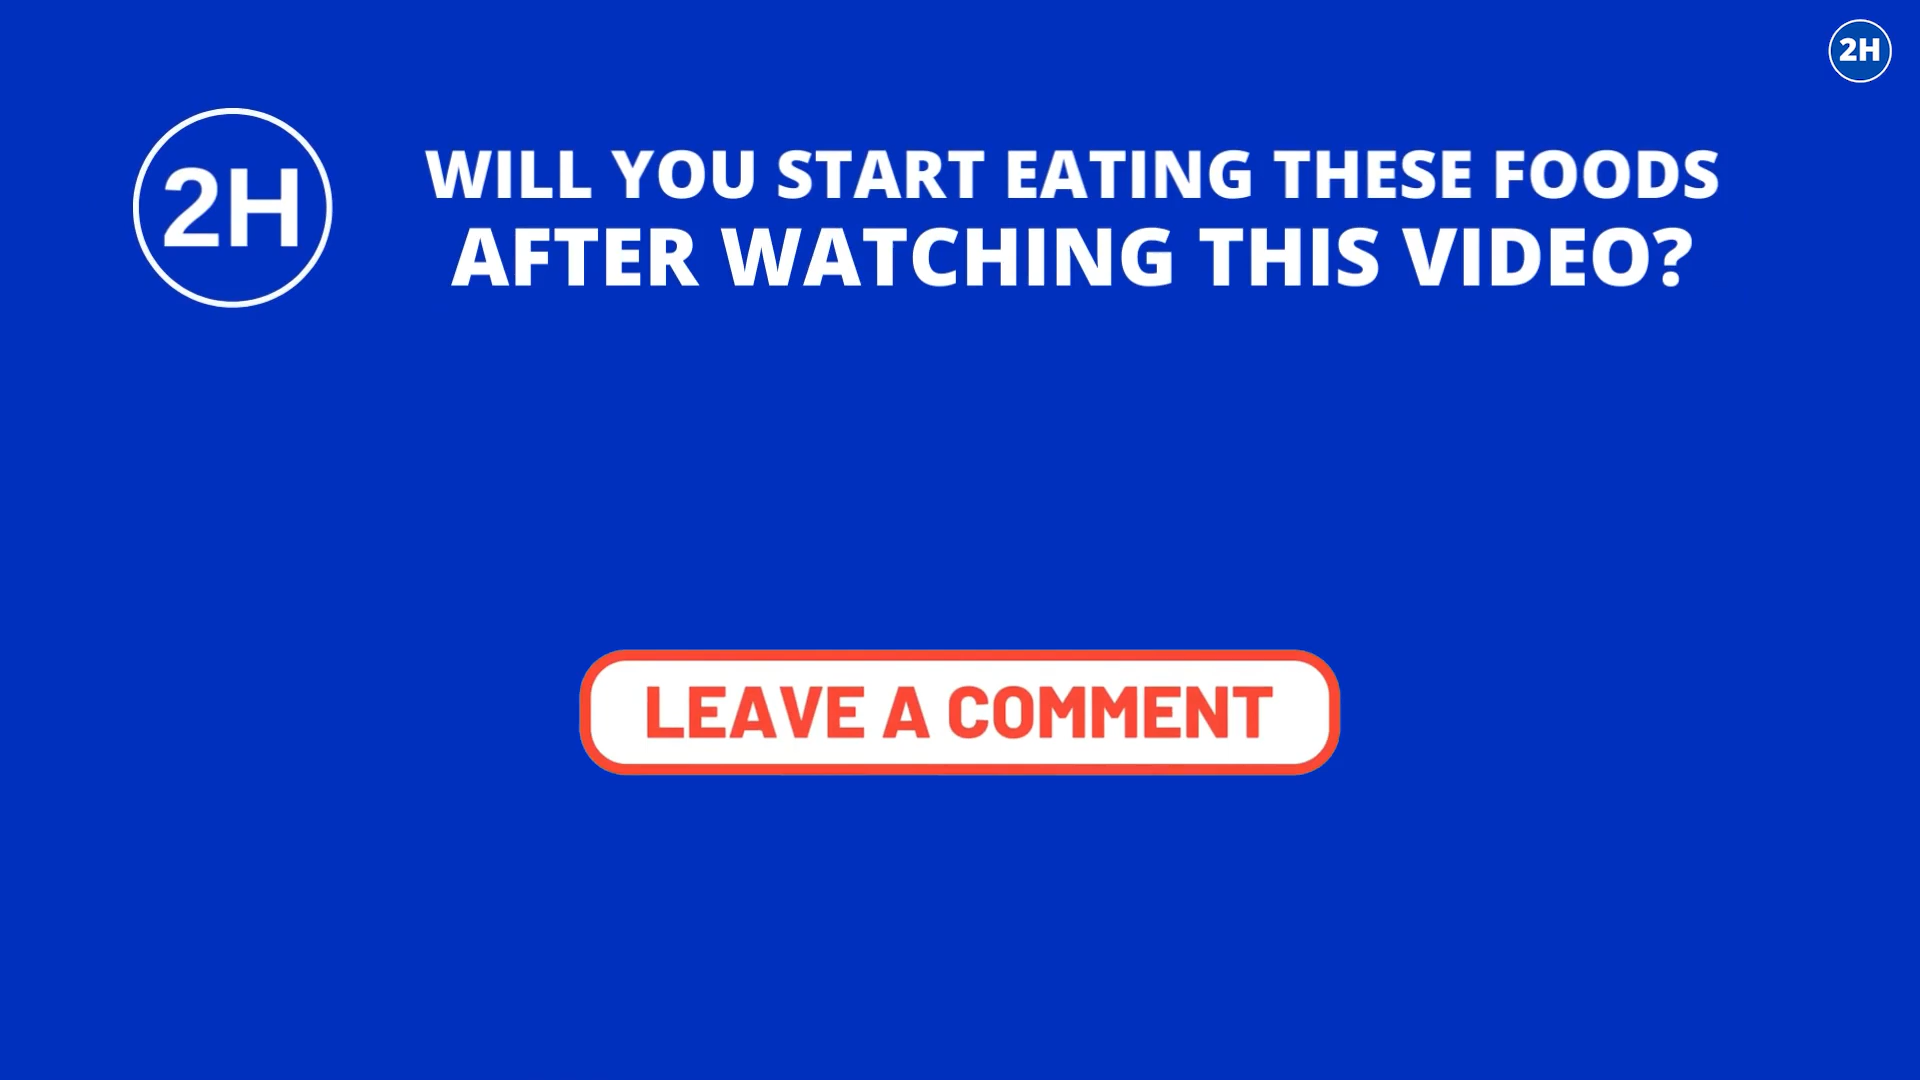 2H
2H
WILL YOU START EATING THESE FOODS
AFTER WATCHING THIS VIDEO?
LEAVE A COMMENT